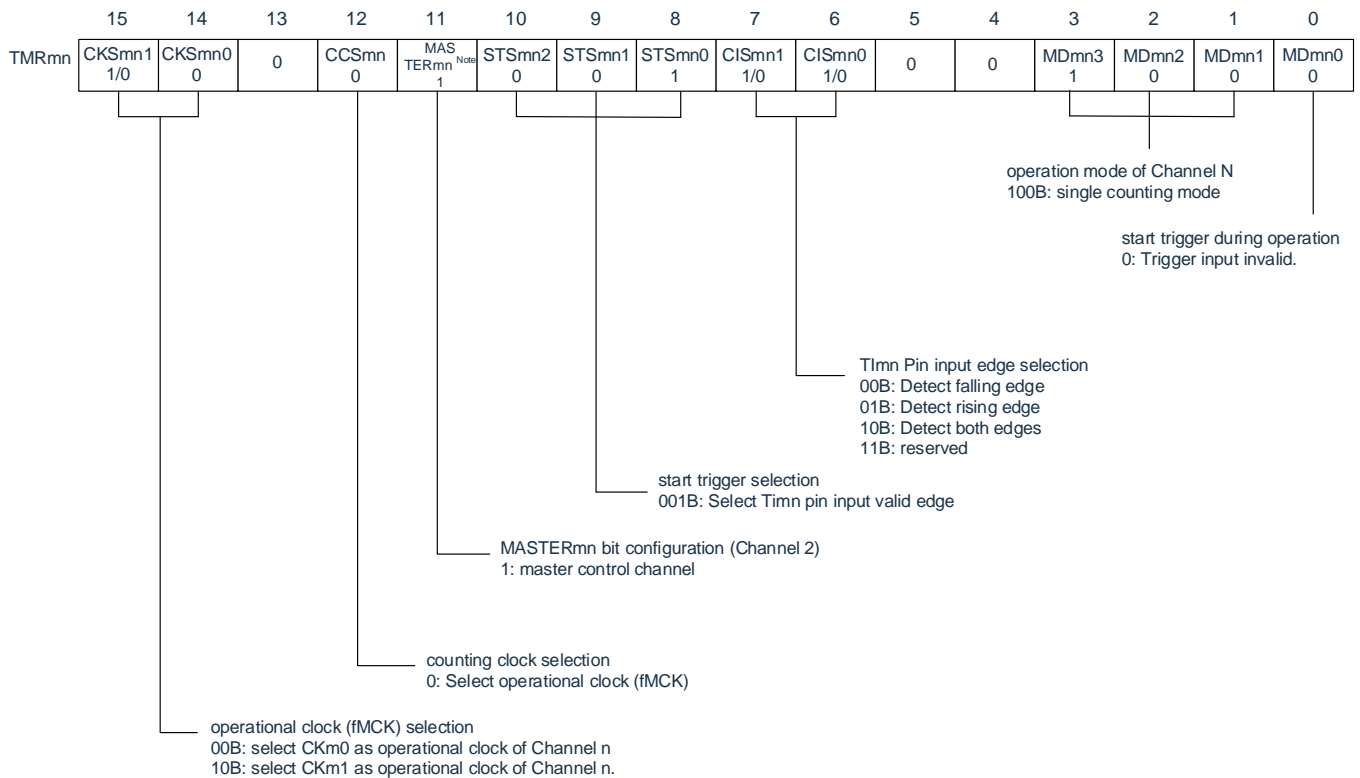 15 14 13 12 11 10 9 8 7 6 5 4 3 2 1 0
TMRmn CKSmn1 CKSmn0 0 CCSmn MAS TERmn Note STSmn2 STSmn1 STSmn0 CISmn1 CISmn0 0 0 MDmn3 MDmn2 MDmn1 MDmn0
1/0 0 0 1 0 0 1 1/0 1/0 1 0 0 0
operation mode of Channel N
100B: single counting mode
start trigger during operation
0: Trigger input invalid.
TImn Pin input edge selection
00B: Detect falling edge
01B: Detect rising edge
10B: Detect both edges
11B: reserved
start trigger selection
001B: Select Timn pin input valid edge
MASTERmn bit configuration (Channel 2)
1: master control channel
counting clock selection
0: Select operational clock (fMCK)
operational clock (fMCK) selection
00B: select CKm0 as operational clock of Channel n
10B: select CKm1 as operational clock of Channel n.